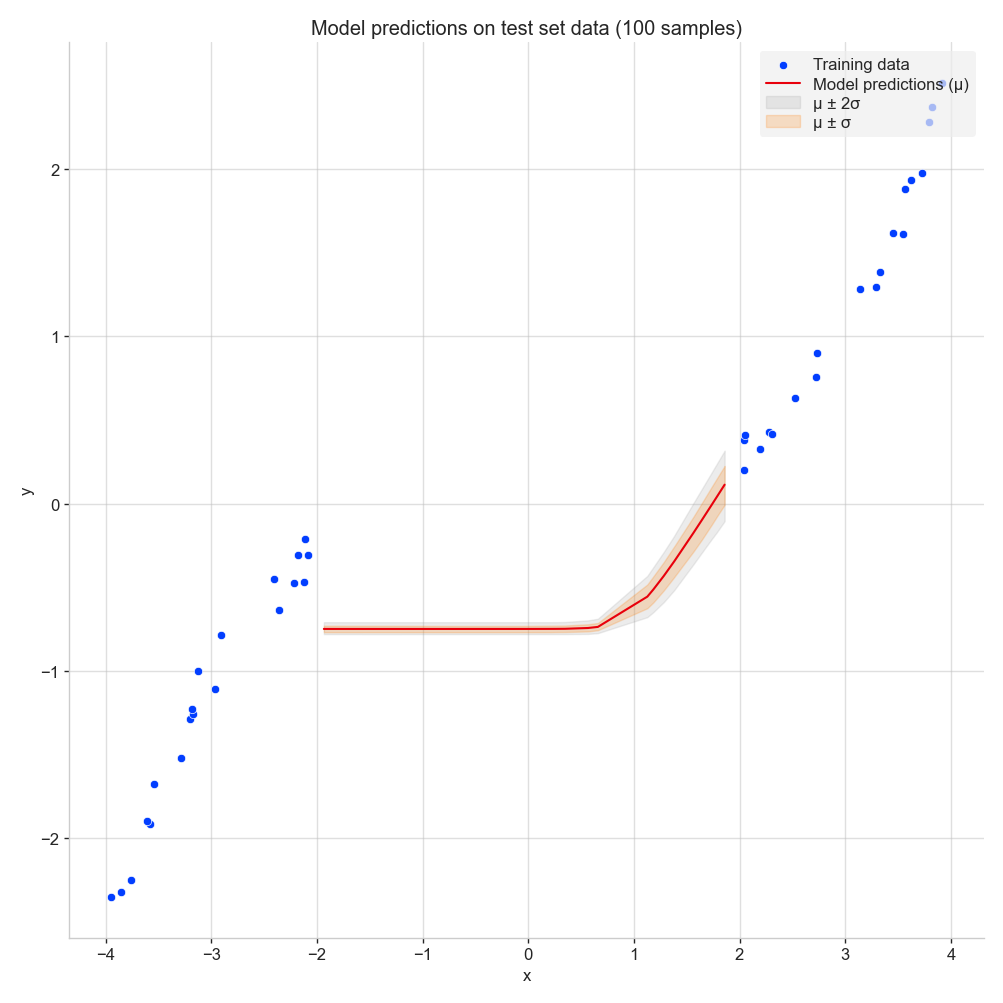 Model predictions on test set data (100 samples)
Training data
Model predictions (μ)
μ ± 2σ
μ ± σ
y
2
1
0
−1
−2
−4 −3 −2 −1 0 1 2 3 4
x